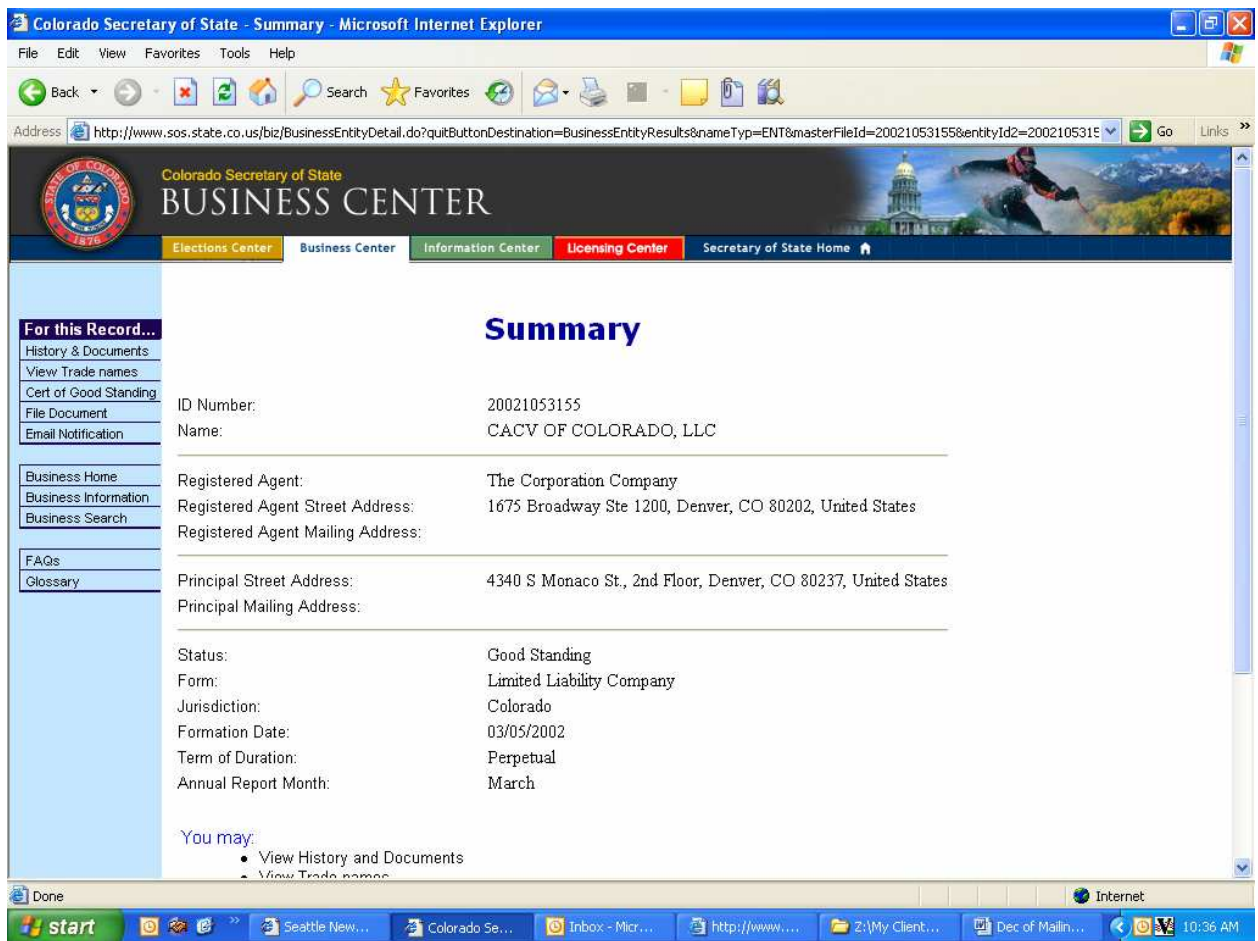 Colorado Secretary of State - Summary - Microsoft Internet Explorer
File Edit View Favorites Tools Help
Back Search Favorites
Address http://www.sos.state.co.us/biz/BusinessEntityDetail.do?quitButtonDestination=BusinessEntityResults&nameTyp=ENT&masterFileId=20021053155&entityId2=2002105315 Go Links »
Colorado Secretary of State
BUSINESS CENTER
Elections Center Business Center Information Center Licensing Center Secretary of State Home
For this Record...
History & Documents
View Trade names
Cert of Good Standing
File Document
Email Notification
Business Home
Business Information
Business Search
FAQs
Glossary
Summary
ID Number: 20021053155
Name: CACV OF COLORADO, LLC
Registered Agent: The Corporation Company
Registered Agent Street Address: 1675 Broadway Ste 1200, Denver, CO 80202, United States
Registered Agent Mailing Address:
Principal Street Address: 4340 S Monaco St., 2nd Floor, Denver, CO 80237, United States
Principal Mailing Address:
Status: Good Standing
Form: Limited Liability Company
Jurisdiction: Colorado
Formation Date: 03/05/2002
Term of Duration: Perpetual
Annual Report Month: March
You may:
• View History and Documents
• View Trade names
Done Internet
start » Seattle New... Colorado Se... Inbox - Micr... http://www.... Z:\My Client... Dec of Mailin... 10:36 AM